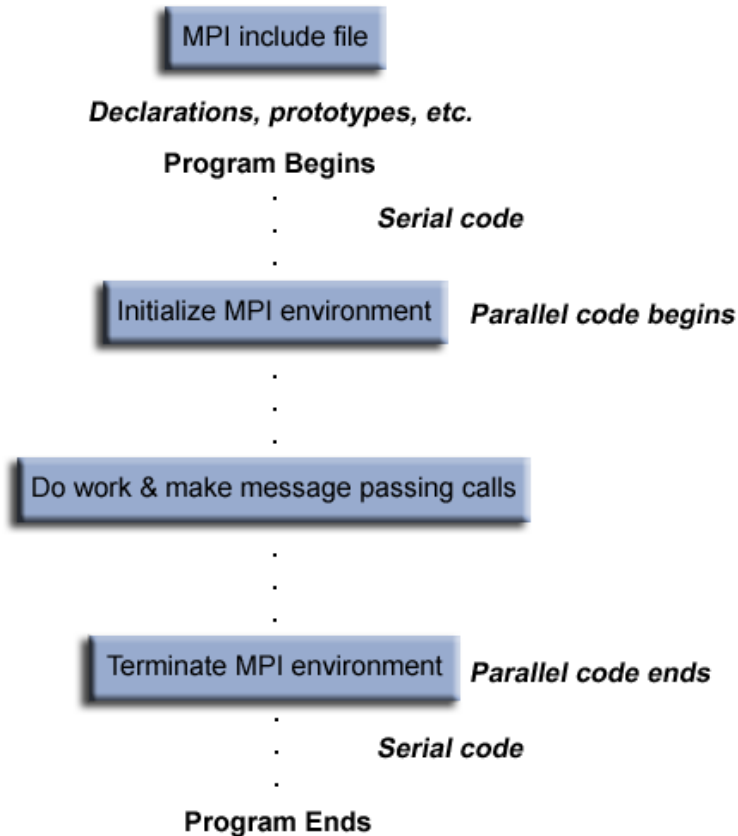 MPI include file
Declarations, prototypes, etc.
Program Begins
.
Serial code
.
.
Initialize MPI environment
Parallel code begins
.
.
.
Do work & make message passing calls
.
.
.
Terminate MPI environment
Parallel code ends
.
Serial code
.
.
Program Ends